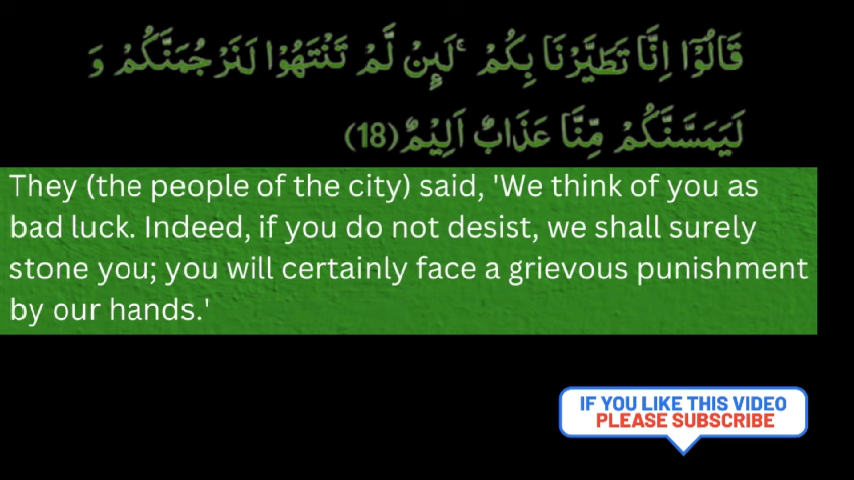 قَالُوْۤا اِنَّا تَطَیَّرْنَا بِكُمْ ۚ لَىِٕنْ لَّمْ تَنْتَهُوْا لَنَرْجُمَنَّكُمْ وَ
لَیَمَسَّنَّكُمْ مِّنَّا عَذَابٌ اَلِیْمٌ(18)
They (the people of the city) said, 'We think of you as
bad luck. Indeed, if you do not desist, we shall surely
stone you; you will certainly face a grievous punishment
by our hands.'
IF YOU LIKE THIS VIDEO
PLEASE SUBSCRIBE